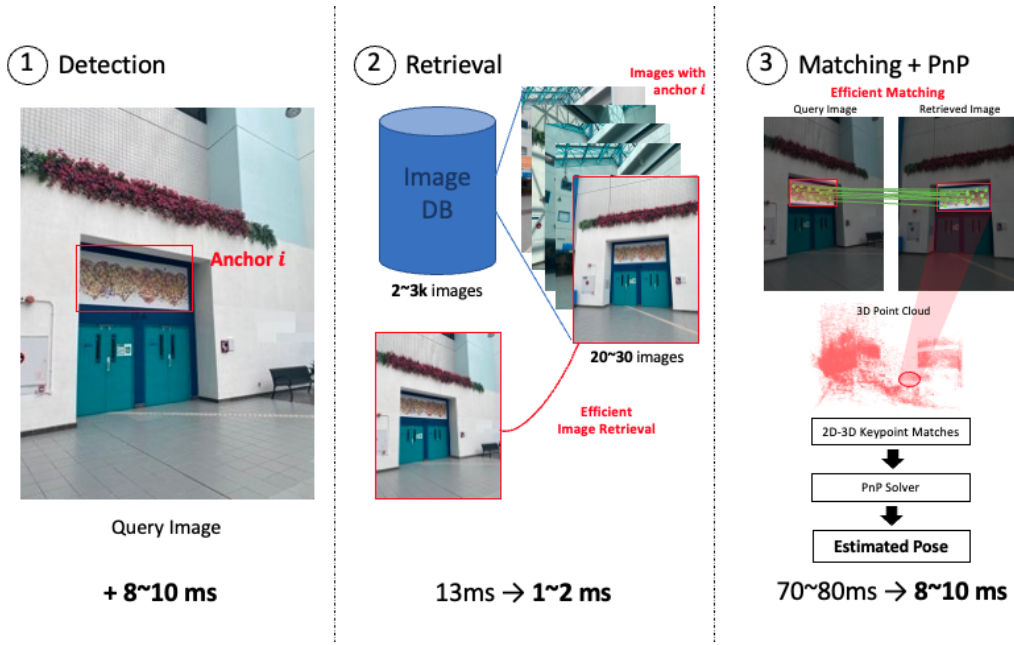 1 Detection
Anchor i
Query Image
+ 8~10 ms
2 Retrieval
Images with
anchor i
Image
DB
2~3k images
20~30 images
Efficient
Image Retrieval
13ms → 1~2 ms
3 Matching + PnP
Efficient Matching
Query Image Retrieved Image
3D Point Cloud
2D-3D Keypoint Matches
PnP Solver
Estimated Pose
70~80ms → 8~10 ms